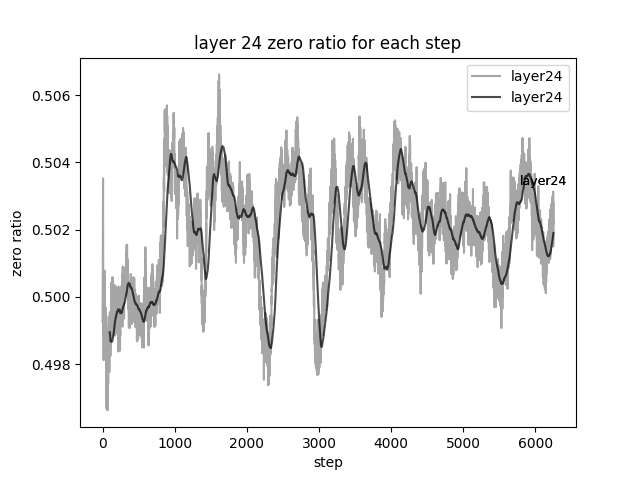 layer 24 zero ratio for each step
layer24
layer24
layer24
zero ratio
0.506
0.504
0.502
0.500
0.498
0
1000
2000
3000
4000
5000
6000
step